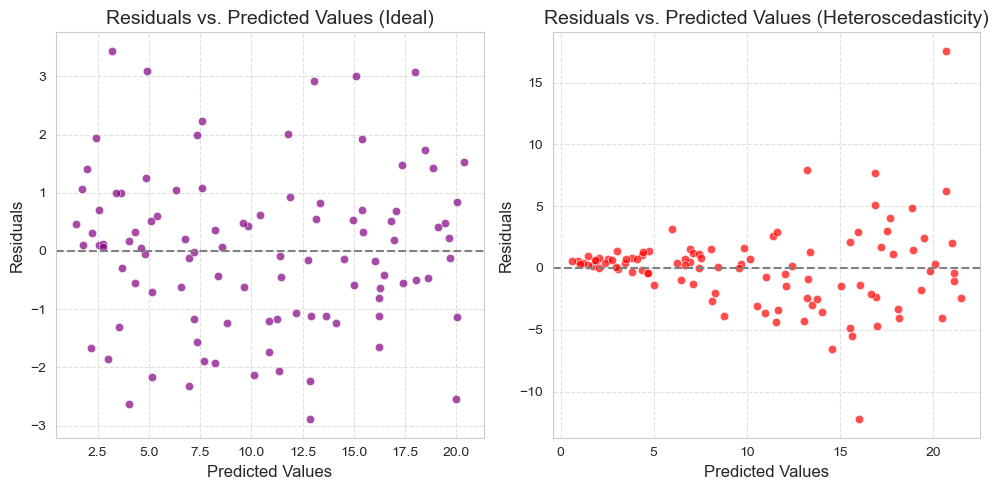 Residuals vs. Predicted Values (Ideal)
3
2
1
0
−1
−2
−3
Residuals
2.5 5.0 7.5 10.0 12.5 15.0 17.5 20.0
Predicted Values
Residuals vs. Predicted Values (Heteroscedasticity)
15
10
5
0
−5
−10
Residuals
0 5 10 15 20
Predicted Values